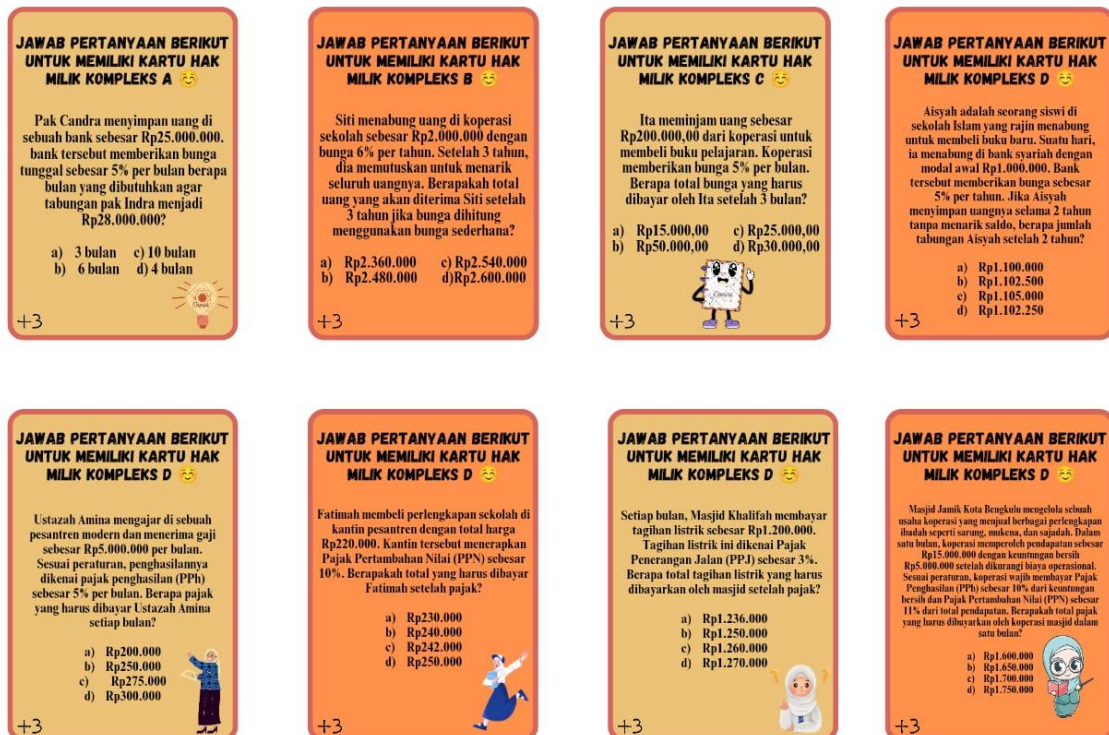 JAWAB PERTANYAAN BERIKUT
UNTUK MEMILIKI KARTU HAK
MILIK KOMPLEKS A
Pak Candra menyimpan uang di
sebuah bank sebesar Rp25.000.000.
bank tersebut memberikan bunga
tunggal sebesar 5% per bulan berapa
bulan yang dibutuhkan agar
tabungan pak Indra menjadi
Rp28.000.000?
a) 3 bulan c) 10 bulan
b) 6 bulan d) 4 bulan
+3
JAWAB PERTANYAAN BERIKUT
UNTUK MEMILIKI KARTU HAK
MILIK KOMPLEKS B
Siti menabung uang di koperasi
sekolah sebesar Rp2.000.000 dengan
bunga 6% per tahun. Setelah 3 tahun,
dia memutuskan untuk menarik
seluruh uangnya. Berapakah total
uang yang akan diterima Siti setelah
3 tahun jika bunga dihitung
menggunakan bunga sederhana?
a) Rp2.360.000 c) Rp2.540.000
b) Rp2.480.000 d)Rp2.600.000
+3
JAWAB PERTANYAAN BERIKUT
UNTUK MEMILIKI KARTU HAK
MILIK KOMPLEKS C
Ita meminjam uang sebesar
Rp200.000,00 dari koperasi untuk
membeli buku pelajaran. Koperasi
memberikan bunga 5% per bulan.
Berapa total bunga yang harus
dibayar oleh Ita setelah 3 bulan?
a) Rp15.000,00 c) Rp25.000,00
b) Rp50.000,00 d) Rp30.000,00
Canva
+3
JAWAB PERTANYAAN BERIKUT
UNTUK MEMILIKI KARTU HAK
MILIK KOMPLEKS D
Aisyah adalah seorang siswi di
sekolah Islam yang rajin menabung
untuk membeli buku baru. Suatu hari,
ia menabung di bank syariah dengan
modal awal Rp1.000.000. Bank
tersebut memberikan bunga sebesar
5% per tahun. Jika Aisyah
menyimpan uangnya selama 2 tahun
tanpa menarik saldo, berapa jumlah
tabungan Aisyah setelah 2 tahun?
a) Rp1.100.000
b) Rp1.102.500
c) Rp1.105.000
d) Rp1.102.250
+3
JAWAB PERTANYAAN BERIKUT
UNTUK MEMILIKI KARTU HAK
MILIK KOMPLEKS D
Ustazah Amina mengajar di sebuah
pesantren modern dan menerima gaji
sebesar Rp5.000.000 per bulan.
Sesuai peraturan, penghasilannya
dikenai pajak penghasilan (PPh)
sebesar 5% per bulan. Berapa pajak
yang harus dibayar Ustazah Amina
setiap bulan?
a) Rp200.000
b) Rp250.000
c) Rp275.000
d) Rp300.000
+3
JAWAB PERTANYAAN BERIKUT
UNTUK MEMILIKI KARTU HAK
MILIK KOMPLEKS D
Fatimah membeli perlengkapan sekolah di
kantin pesantren dengan total harga
Rp220.000. Kantin tersebut menerapkan
Pajak Pertambahan Nilai (PPN) sebesar
10%. Berapakah total yang harus dibayar
Fatimah setelah pajak?
a) Rp230.000
b) Rp240.000
c) Rp242.000
d) Rp250.000
+3
JAWAB PERTANYAAN BERIKUT
UNTUK MEMILIKI KARTU HAK
MILIK KOMPLEKS D
Setiap bulan, Masjid Khalifah membayar
tagihan listrik sebesar Rp1.200.000.
Tagihan listrik ini dikenai Pajak
Penerangan Jalan (PPJ) sebesar 3%.
Berapa total tagihan listrik yang harus
dibayarkan oleh masjid setelah pajak?
a) Rp1.236.000
b) Rp1.250.000
c) Rp1.260.000
d) Rp1.270.000
+3
JAWAB PERTANYAAN BERIKUT
UNTUK MEMILIKI KARTU HAK
MILIK KOMPLEKS D
Masjid Jamik Kota Bengkulu mengelola sebuah
usaha koperasi yang menjual berbagai perlengkapan
ibadah seperti sarung, mukena, dan sajadah. Dalam
satu bulan, koperasi memperoleh pendapatan sebesar
Rp15.000.000 dengan keuntungan bersih
Rp5.000.000 setelah dikurangi biaya operasional.
Sesuai peraturan, koperasi wajib membayar Pajak
Penghasilan (PPh) sebesar 10% dari keuntungan
bersih dan Pajak Pertambahan Nilai (PPN) sebesar
11% dari total pendapatan. Berapakah total pajak
yang harus dibayarkan oleh koperasi masjid dalam
satu bulan?
a) Rp1.600.000
b) Rp1.650.000
c) Rp1.700.000
d) Rp1.750.000
+3